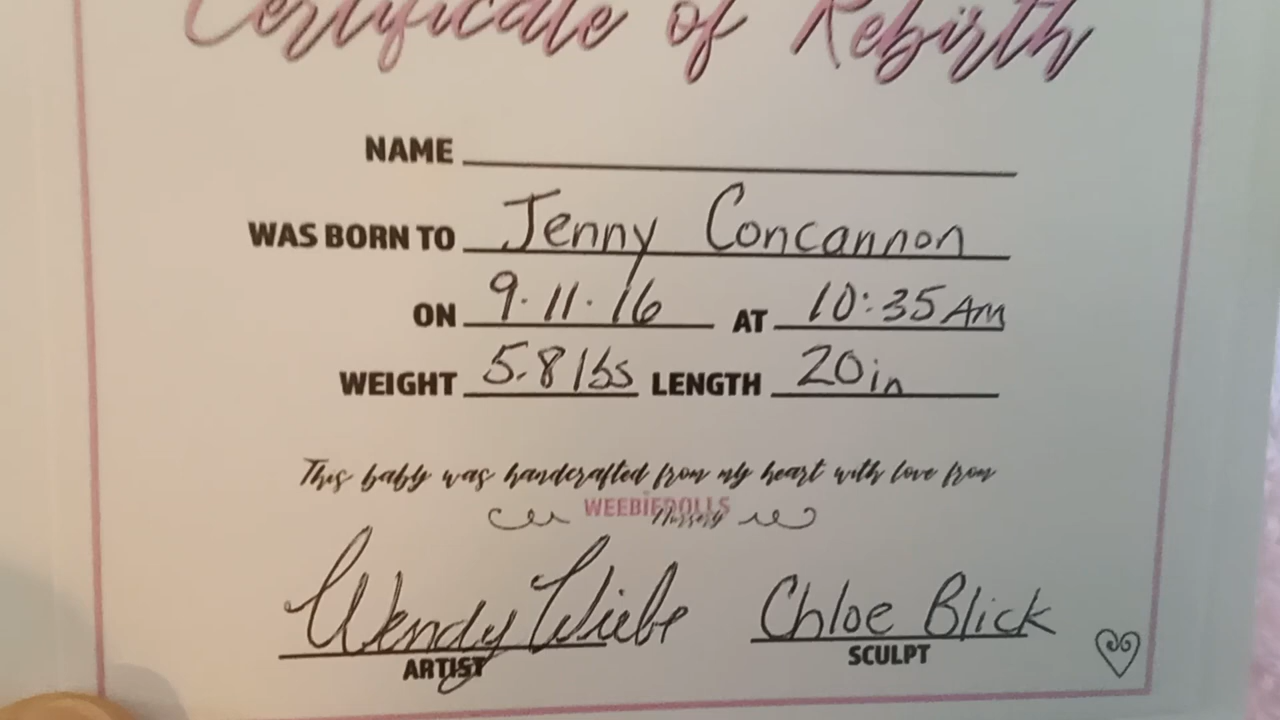 Certificate of Rebirth
NAME
WAS BORN TO Jenny Concannon
ON 9.11.16 AT 10:35 AM
WEIGHT 5.8 lbs LENGTH 20in
This baby was handcrafted from my heart with love from
WEEBIEDOLLS
Nursery
Wendy Wiebe Chloe Blick
ARTIST SCULPT